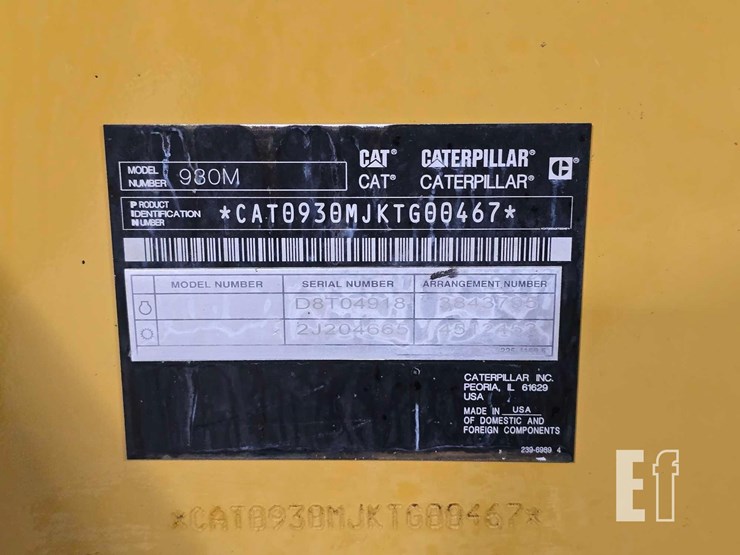 CAT® CATERPILLAR®
MODEL NUMBER 930M
CAT® CATERPILLAR®
PRODUCT IDENTIFICATION NUMBER *CAT0930MJKTG00467*
MODEL NUMBER SERIAL NUMBER ARRANGEMENT NUMBER
D8T04918
2J204665
CATERPILLAR INC.
PEORIA, IL 61629
USA
MADE IN USA
OF DOMESTIC AND
FOREIGN COMPONENTS
239-6989 4
*CAT0930MJKTG00467*
Ef